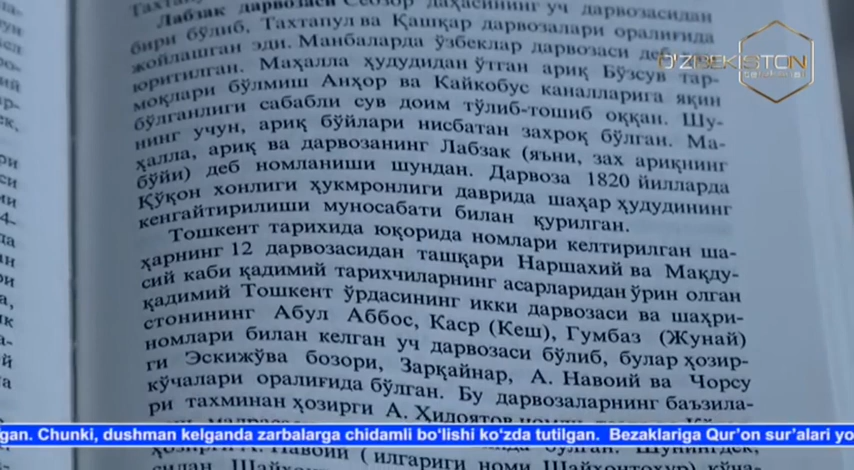 Лабзак дарвозаси Себзор даҳасининг уч дарвозасидан
бири бўлиб, Тахтапул ва Қашқар дарвозалари оралиғида
жойлашган эди. Манбаларда ўзбеклар дарвозаси деб ҳам
юритилган. Маҳалла ҳудудидан ўтган ариқ Бўзсув тар-
моқлари бўлмиш Анҳор ва Кайкобус каналларига яқин
бўлганлиги сабабли сув доим тўлиб-тошиб оққан. Шу-
нинг учун, ариқ бўйлари нисбатан захроқ бўлган. Ма-
ҳалла, ариқ ва дарвозанинг Лабзак (яъни, зах ариқнинг
бўйи) деб номланиши шундан. Дарвоза 1820 йилларда
Қўқон хонлиги ҳукмронлиги даврида шаҳар ҳудудининг
кенгайтирилиши муносабати билан қурилган.
Тошкент тарихида юқорида номлари келтирилган ша-
ҳарнинг 12 дарвозасидан ташқари Наршахий ва Мақду-
сий каби қадимий тарихчиларнинг асарларидан ўрин олган
қадимий Тошкент ўрдасининг икки дарвозаси ва шаҳри-
стонининг Абул Аббос, Каср (Кеш), Гумбаз (Жунай)
номлари билан келган уч дарвозаси бўлиб, булар ҳозир-
ги Эскижўва бозори, Зарқайнар, А. Навоий ва Чорсу
кўчалари оралиғида бўлган. Бу дарвозаларнинг баъзила-
ри тахминан ҳозирги А. Ҳидоятов
O'ZBEKISTON
gan. Chunki, dushman kelganda zarbalarga chidamli bo'lishi ko'zda tutilgan. Bezaklariga Qur'on sur'alari yo
А. Навоий (илгариги номи Шайхонтоҳур) кўча-